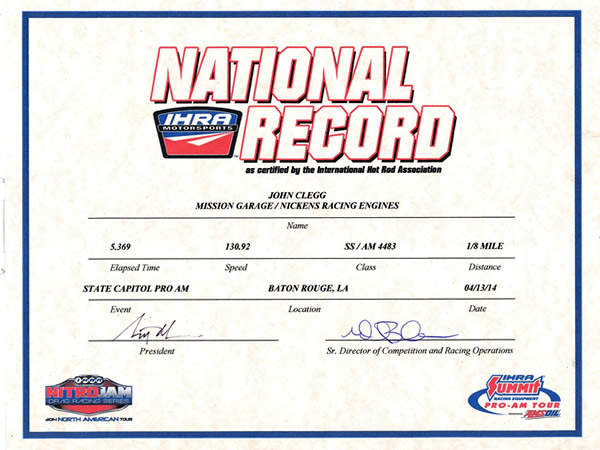 NATIONAL
IHRA
MOTORSPORTS
RECORD
as certified by the International Hot Rod Association
JOHN CLEGG
MISSION GARAGE / NICKENS RACING ENGINES
Name
5.369 130.92 SS / AM 4483 1/8 MILE
Elapsed Time Speed Class Distance
STATE CAPITOL PRO AM BATON ROUGE, LA 04/13/14
Event Location Date
President Sr. Director of Competition and Racing Operations
IHRA
NITROJAM
DRAG RACING SERIES
2014 NORTH AMERICAN TOUR
IHRA
SUMMIT
RACING EQUIPMENT
PRO-AM TOUR
AMSOIL